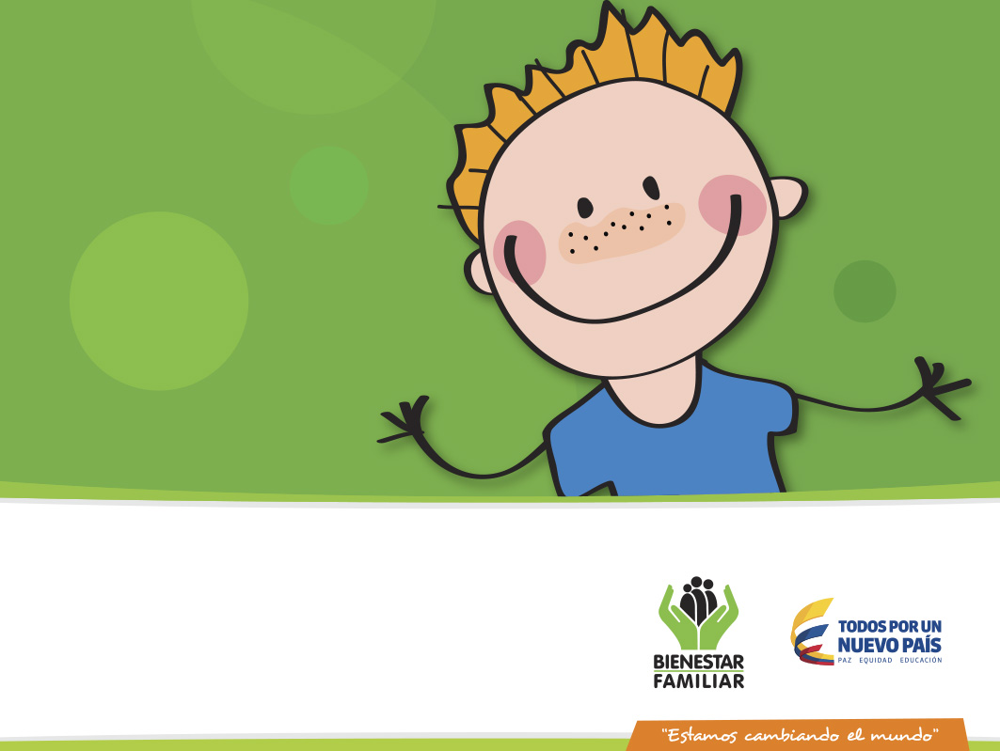 BIENESTAR
FAMILIAR
TODOS POR UN
NUEVO PAÍS
PAZ EQUIDAD EDUCACIÓN
"Estamos cambiando el mundo"